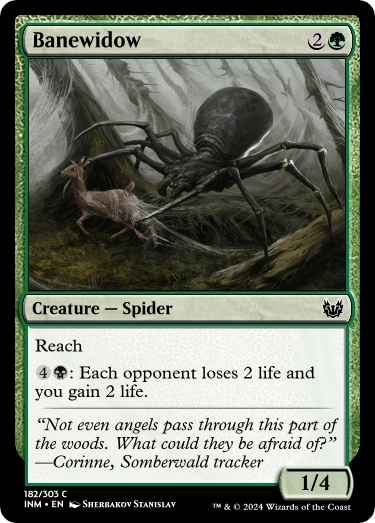 Banewidow 2
Creature — Spider
Reach
4: Each opponent loses 2 life and
you gain 2 life.
“Not even angels pass through this part of
the woods. What could they be afraid of?”
—Corinne, Somberwald tracker
1/4
182/303 C
INM • EN Sherbakov Stanislav
™ & © 2024 Wizards of the Coast